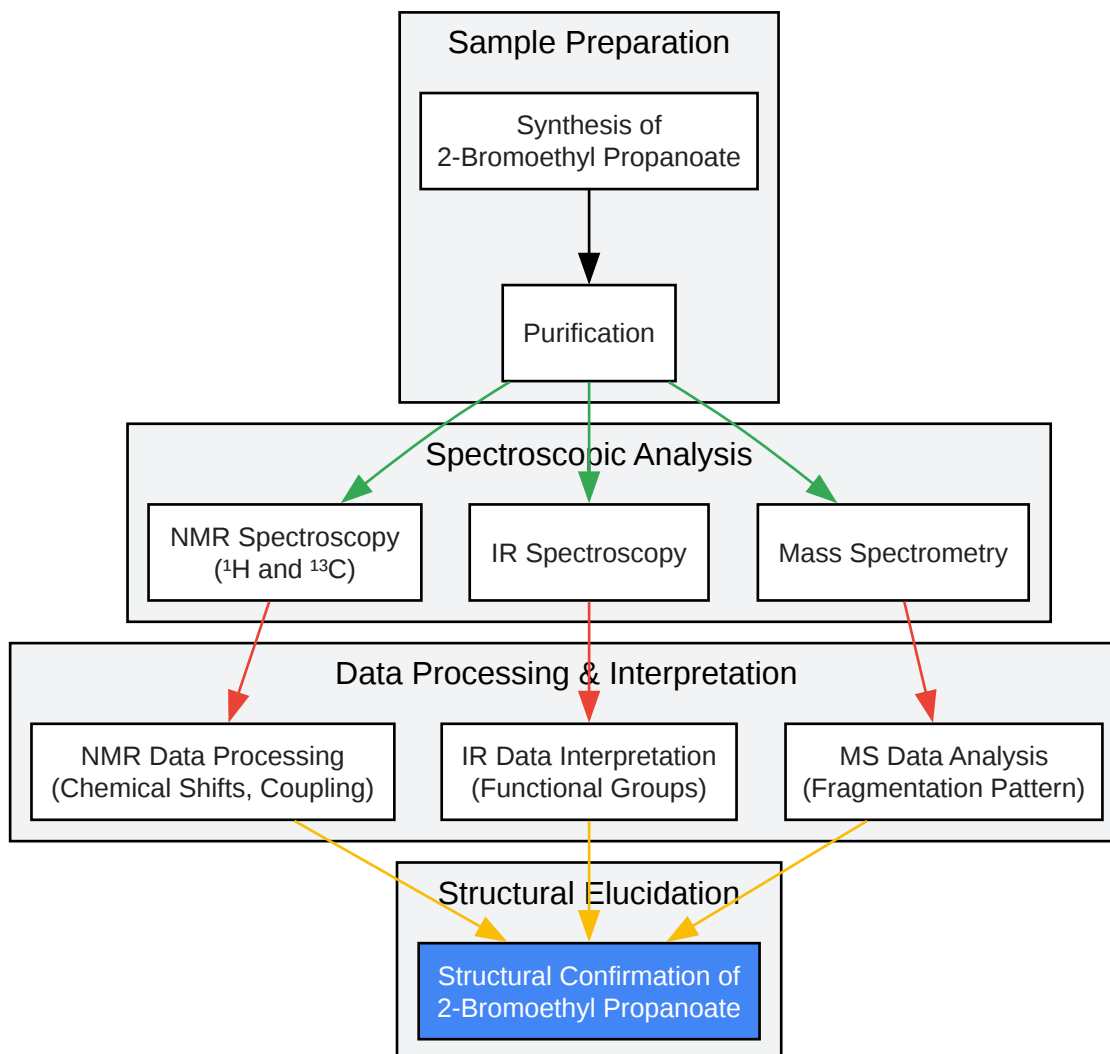 Sample Preparation
Synthesis of
2-Bromoethyl Propanoate
Purification
Spectroscopic Analysis
NMR Spectroscopy
(¹H and ¹³C)
IR Spectroscopy
Mass Spectrometry
Data Processing & Interpretation
NMR Data Processing
(Chemical Shifts, Coupling)
IR Data Interpretation
(Functional Groups)
MS Data Analysis
(Fragmentation Pattern)
Structural Elucidation
Structural Confirmation of
2-Bromoethyl Propanoate